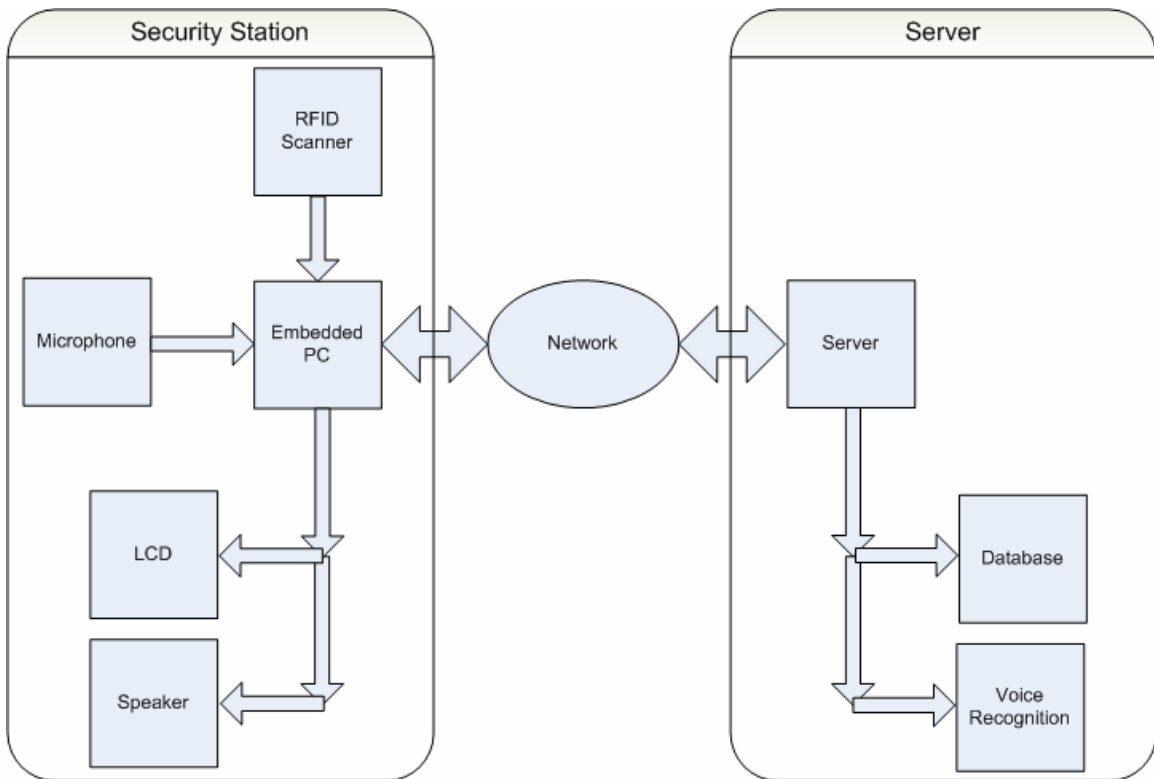 Security Station
Server
RFID
Scanner
Microphone
Embedded
PC
Network
Server
LCD
Database
Speaker
Voice
Recognition